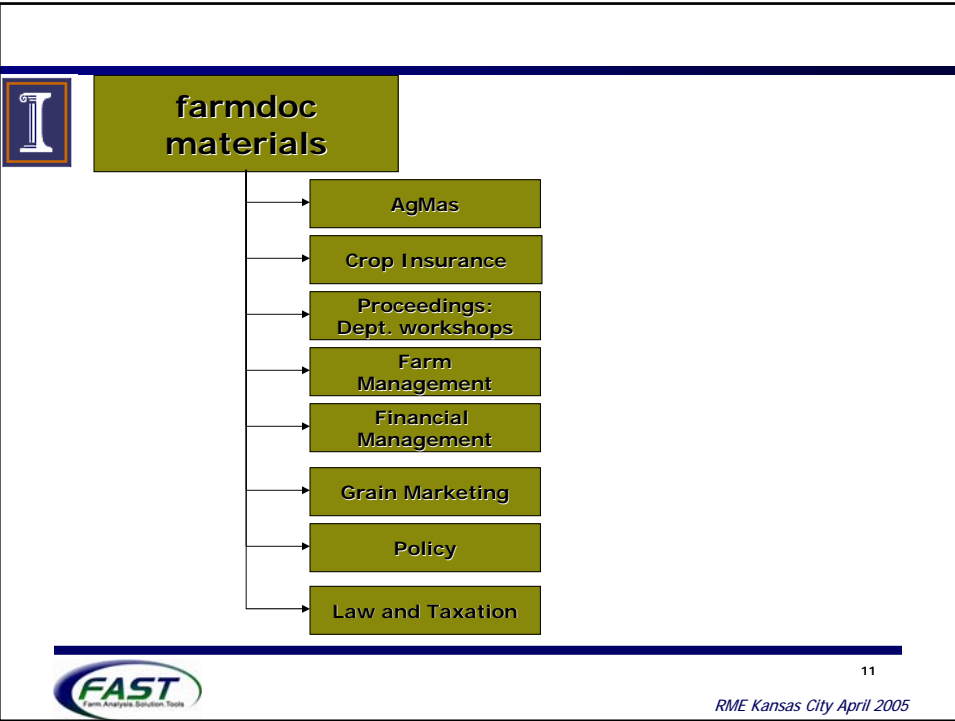 farmdoc
materials
AgMas
Crop Insurance
Proceedings:
Dept. workshops
Farm
Management
Financial
Management
Grain Marketing
Policy
Law and Taxation
FAST
Farm.Analysis.Solution.Tools
11
RME Kansas City April 2005